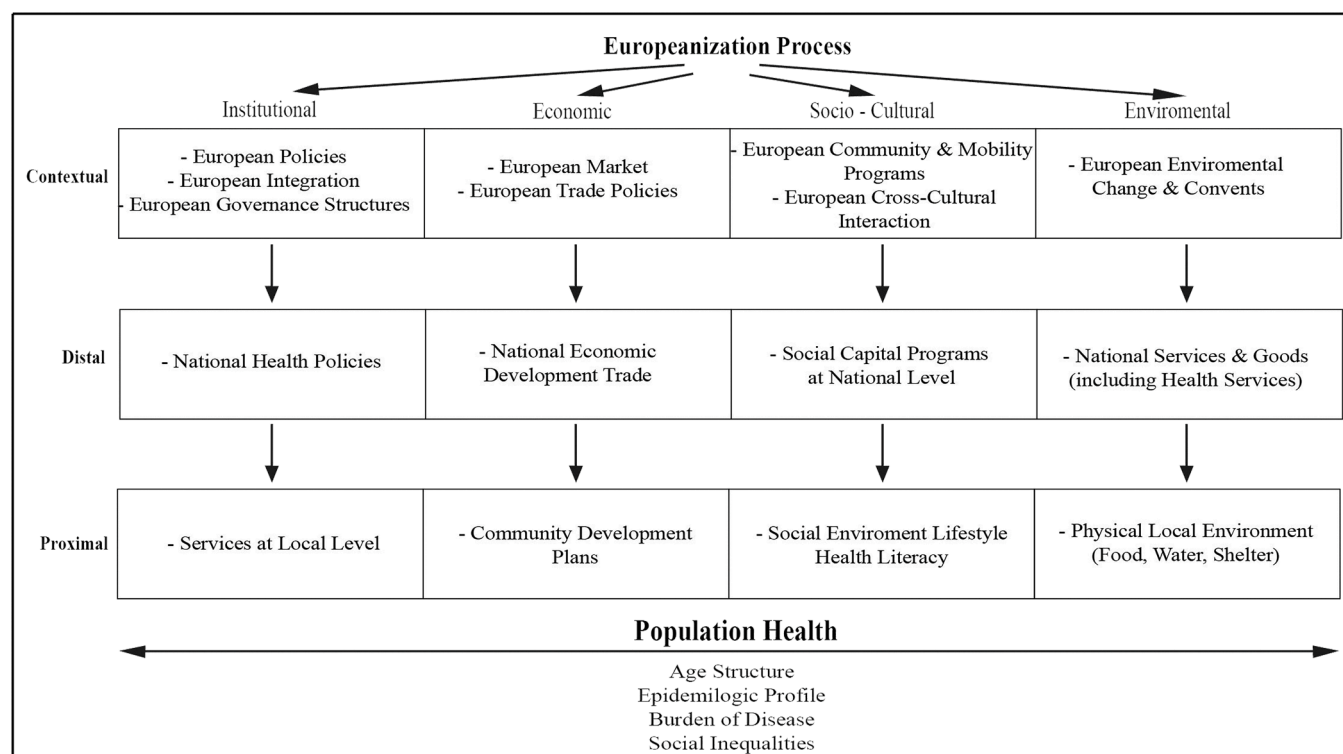 Europeanization Process
Institutional
Economic
Socio - Cultural
Enviromental
Contextual
- European Policies
- European Integration
- European Governance Structures
- European Market
- European Trade Policies
- European Community & Mobility
Programs
- European Cross-Cultural
Interaction
- European Enviromental
Change & Convents
Distal
- National Health Policies
- National Economic
Development Trade
- Social Capital Programs
at National Level
- National Services & Goods
(including Health Services)
Proximal
- Services at Local Level
- Community Development
Plans
- Social Enviroment Lifestyle
Health Literacy
- Physical Local Environment
(Food, Water, Shelter)
Population Health
Age Structure
Epidemilogic Profile
Burden of Disease
Social Inequalities